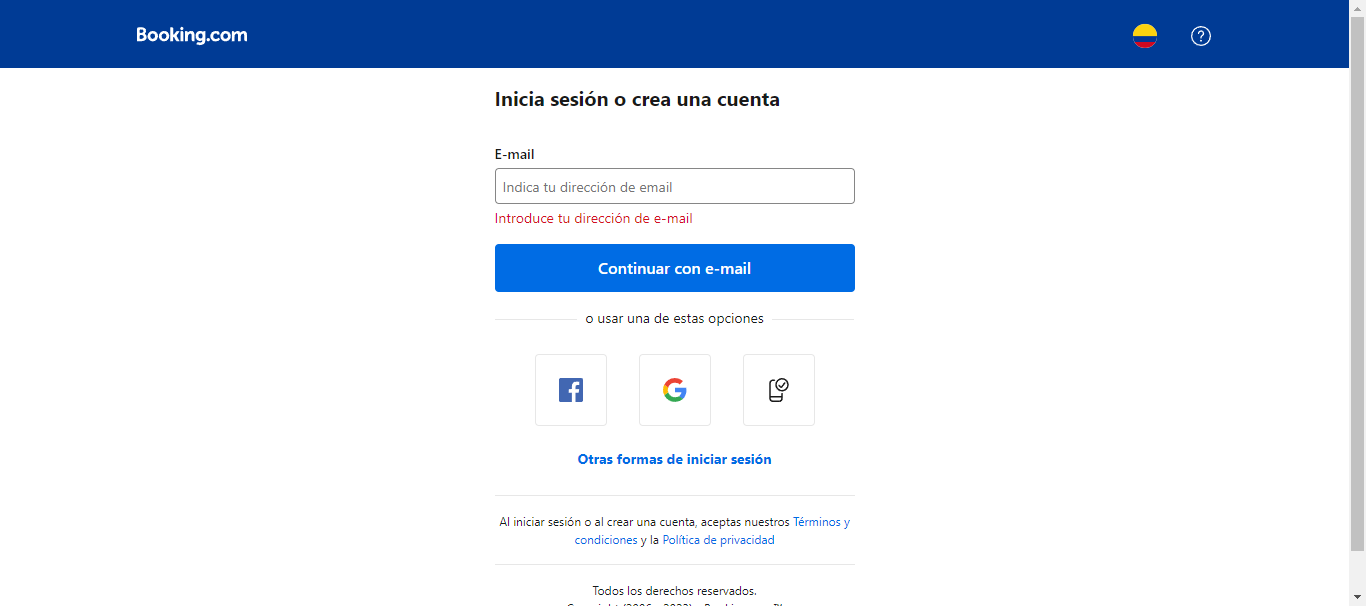 Booking.com
Inicia sesión o crea una cuenta
E-mail
Indica tu dirección de email
Introduce tu dirección de e-mail
Continuar con e-mail
o usar una de estas opciones
Otras formas de iniciar sesión
Al iniciar sesión o al crear una cuenta, aceptas nuestros Términos y
condiciones y la Política de privacidad
Todos los derechos reservados.